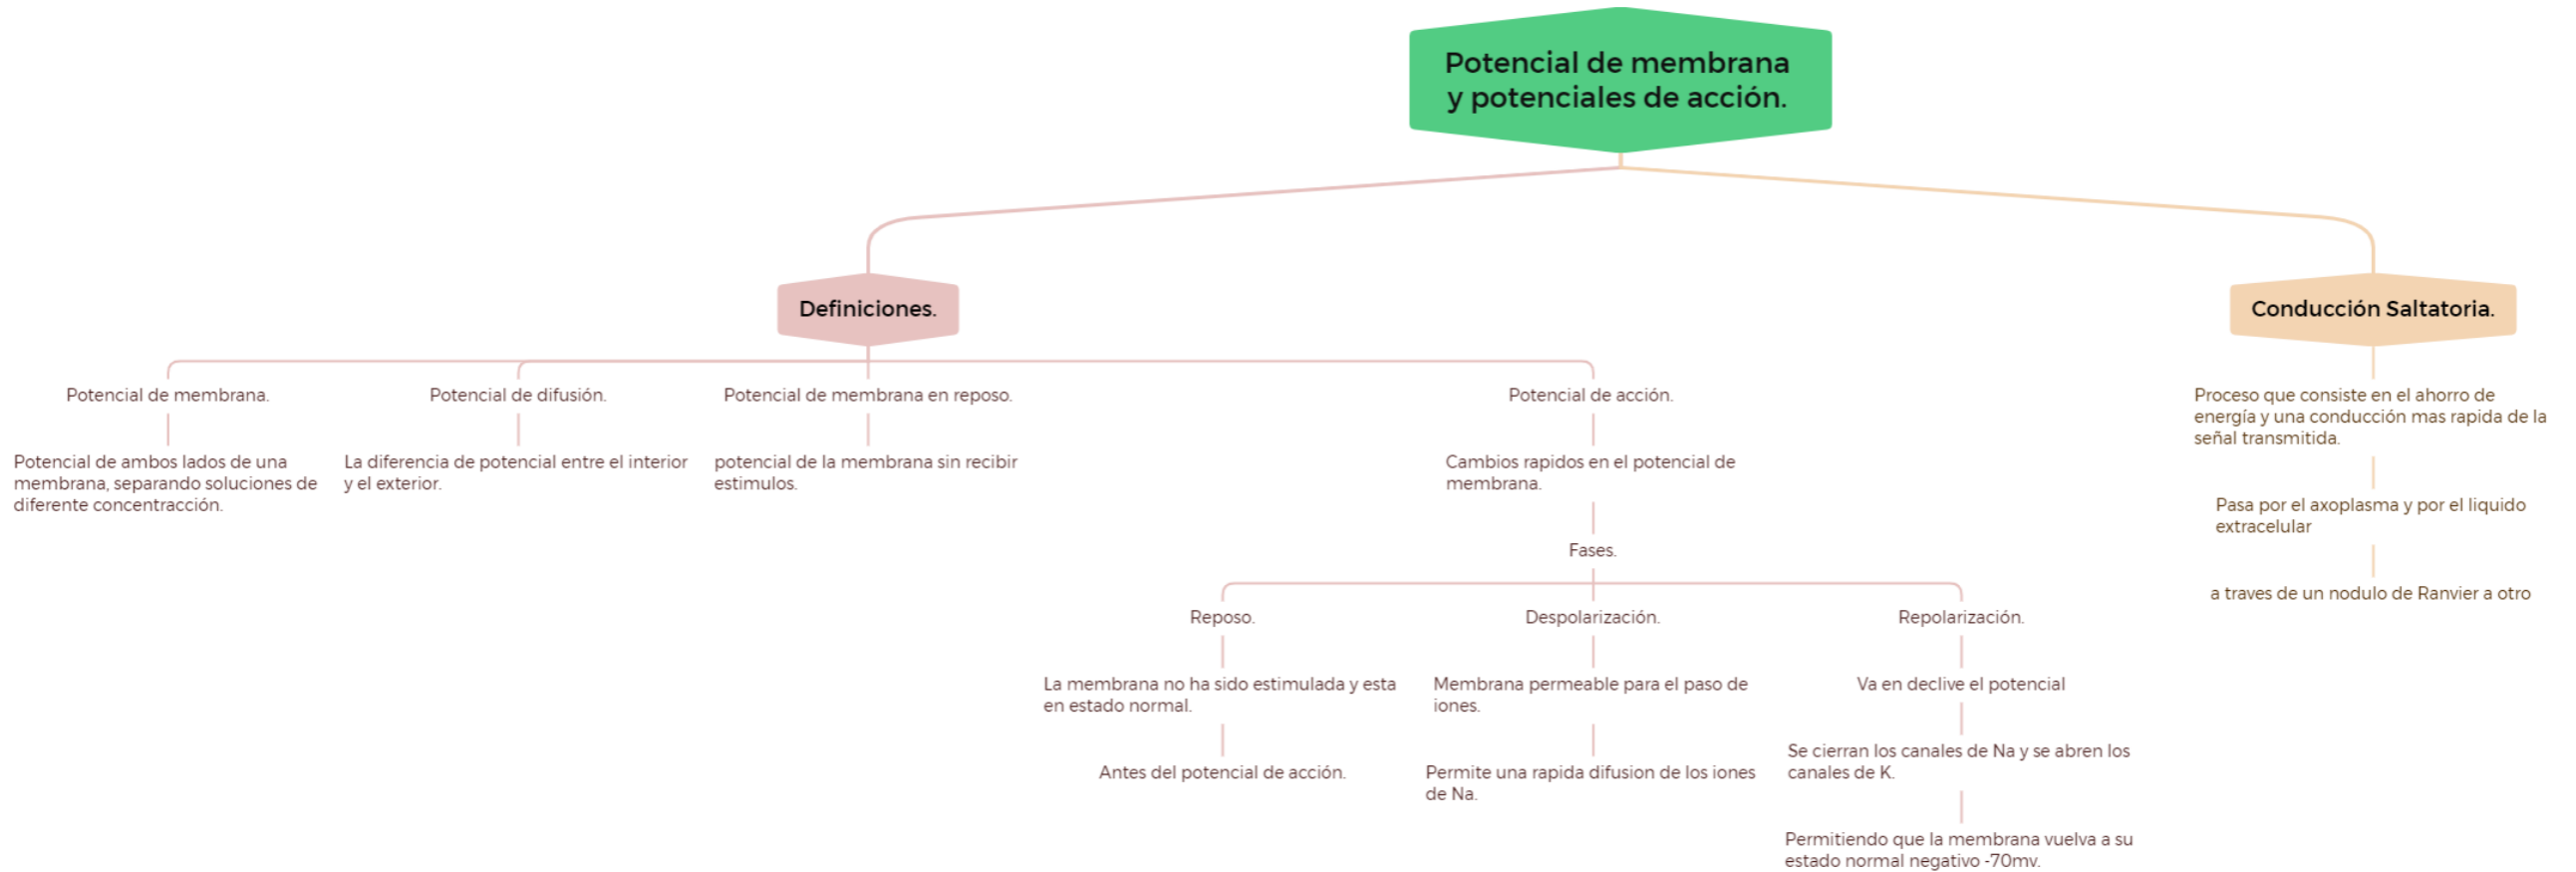 Potencial de membrana
y potenciales de acción.
Definiciones.
Conducción Saltatoria.
Potencial de membrana.
Potencial de ambos lados de una
membrana, separando soluciones de
diferente concentracción.
Potencial de difusión.
La diferencia de potencial entre el interior
y el exterior.
Potencial de membrana en reposo.
potencial de la membrana sin recibir
estimulos.
Potencial de acción.
Cambios rapidos en el potencial de
membrana.
Fases.
Reposo.
La membrana no ha sido estimulada y esta
en estado normal.
Antes del potencial de acción.
Despolarización.
Membrana permeable para el paso de
iones.
Permite una rapida difusion de los iones
de Na.
Repolarización.
Va en declive el potencial
Se cierran los canales de Na y se abren los
canales de K.
Permitiendo que la membrana vuelva a su
estado normal negativo -70mv.
Proceso que consiste en el ahorro de
energía y una conducción mas rapida de la
señal transmitida.
Pasa por el axoplasma y por el liquido
extracelular
a traves de un nodulo de Ranvier a otro